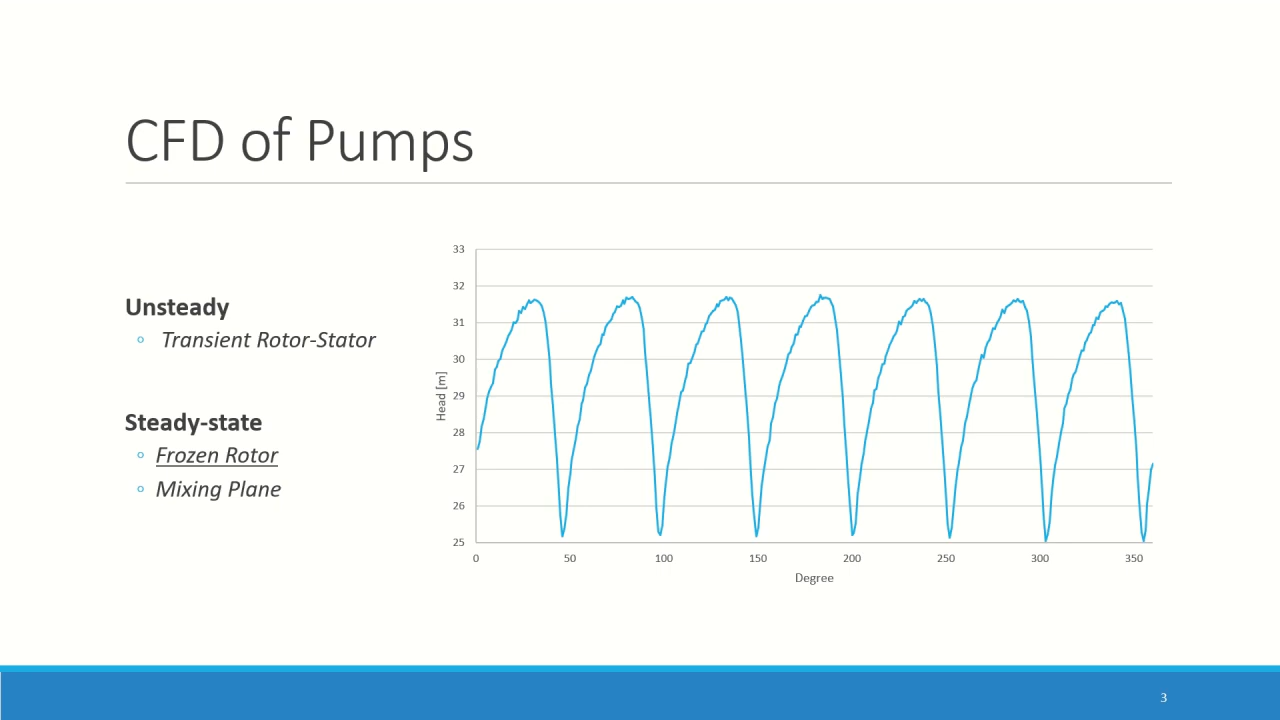 CFD of Pumps
Unsteady
◦ Transient Rotor-Stator
Steady-state
◦ Frozen Rotor
◦ Mixing Plane
33
32
31
30
29
28
27
26
25
Head [m]
0 50 100 150 200 250 300 350
Degree
3